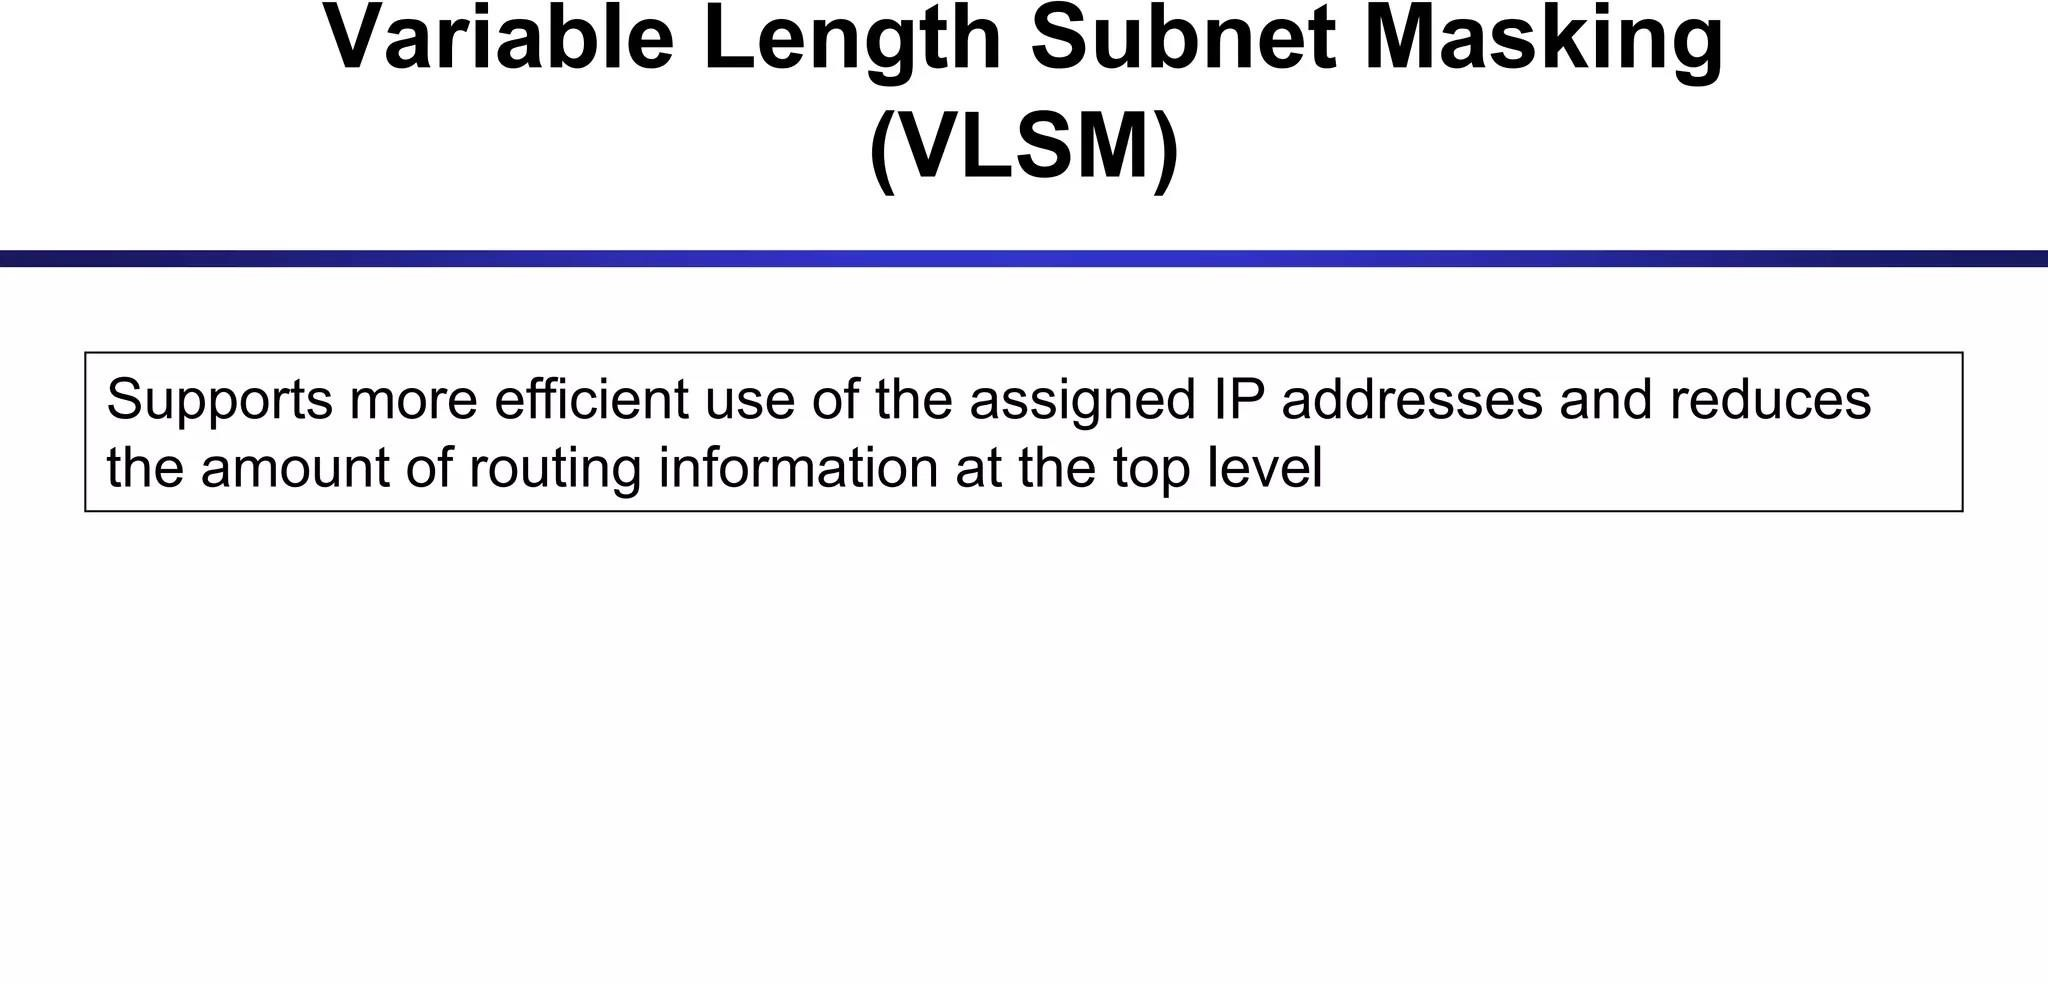 Variable Length Subnet Masking
(VLSM)
Supports more efficient use of the assigned IP addresses and reduces
the amount of routing information at the top level